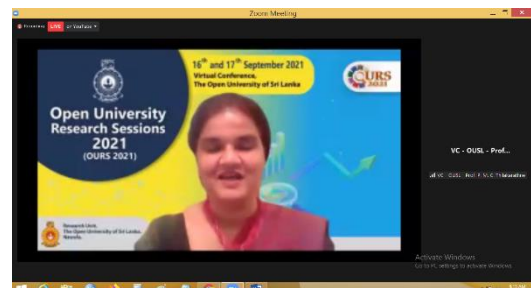 Zoom Meeting
LIVE on YouTube
16th and 17th September 2021
Virtual Conference,
The Open University of Sri Lanka
OURS
2021
Open University
Research Sessions
2021
(OURS 2021)
Research Unit,
The Open University of Sri Lanka,
Nawala.
VC - OUSL - Prof...
Activate Windows
Go to PC settings to activate Windows.